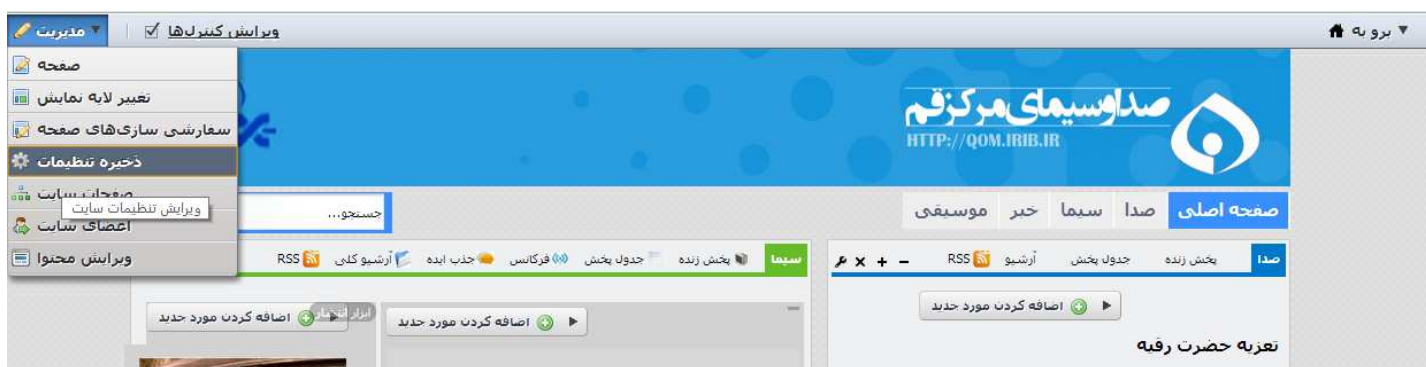 برو به
ویرایش کنترل‌ها
مدیریت
صفحه
تغییر لایه نمایش
سفارشی سازی‌های صفحه
ذخیره تنظیمات
صفحات سایت
ویرایش تنظیمات سایت
اعضای سایت
ویرایش محتوا
صداوسیمای مرکز قم
HTTP://QOM.IRIB.IR
صفحه اصلی صدا سیما خبر موسیقی
جستجو...
صدا پخش زنده جدول پخش آرشیو RSS
سیما پخش زنده جدول پخش فرکانس جذب ایده آرشیو کلی RSS
اضافه کردن مورد جدید
اضافه کردن مورد جدید
ابزار انتشار
اضافه کردن مورد جدید
تعزیه حضرت رقیه